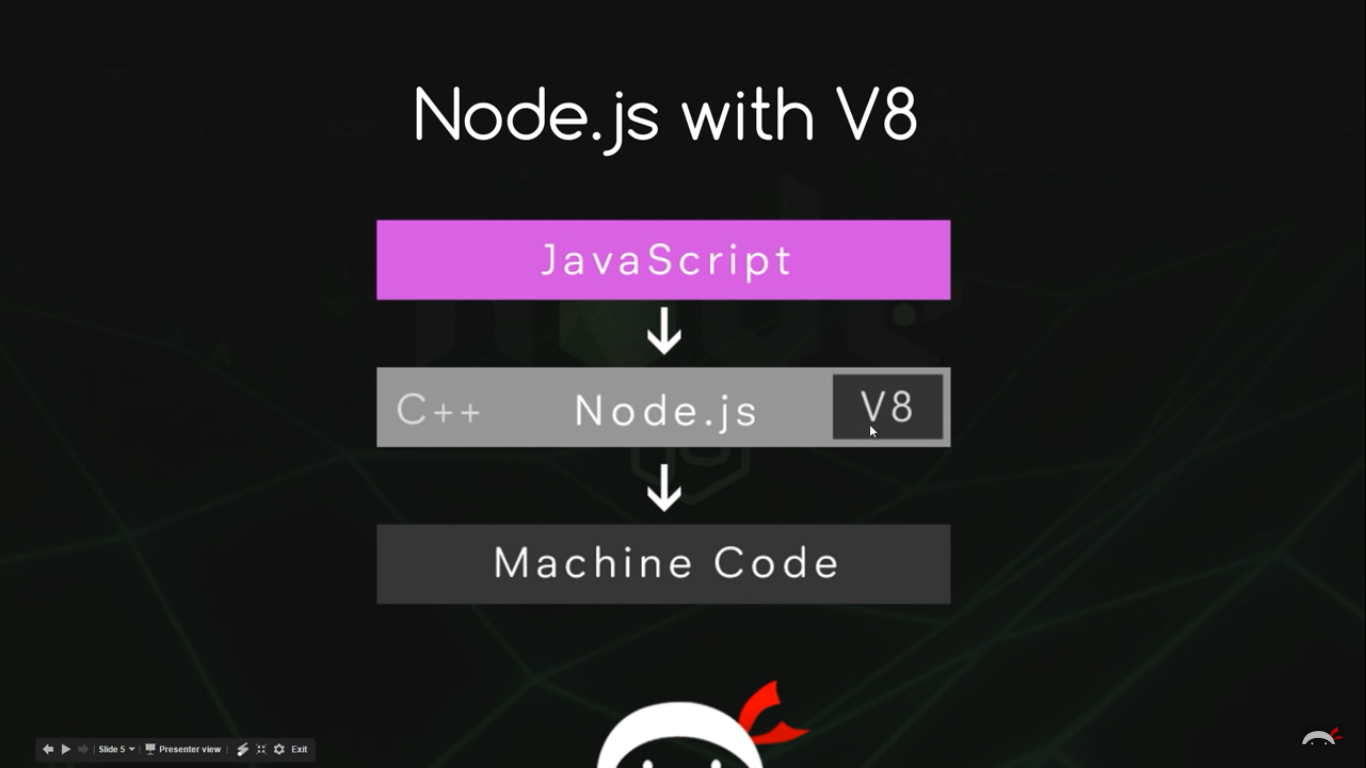 Node.js with V8
JavaScript
C++ Node.js V8
Machine Code
Slide 5 Presenter view Exit